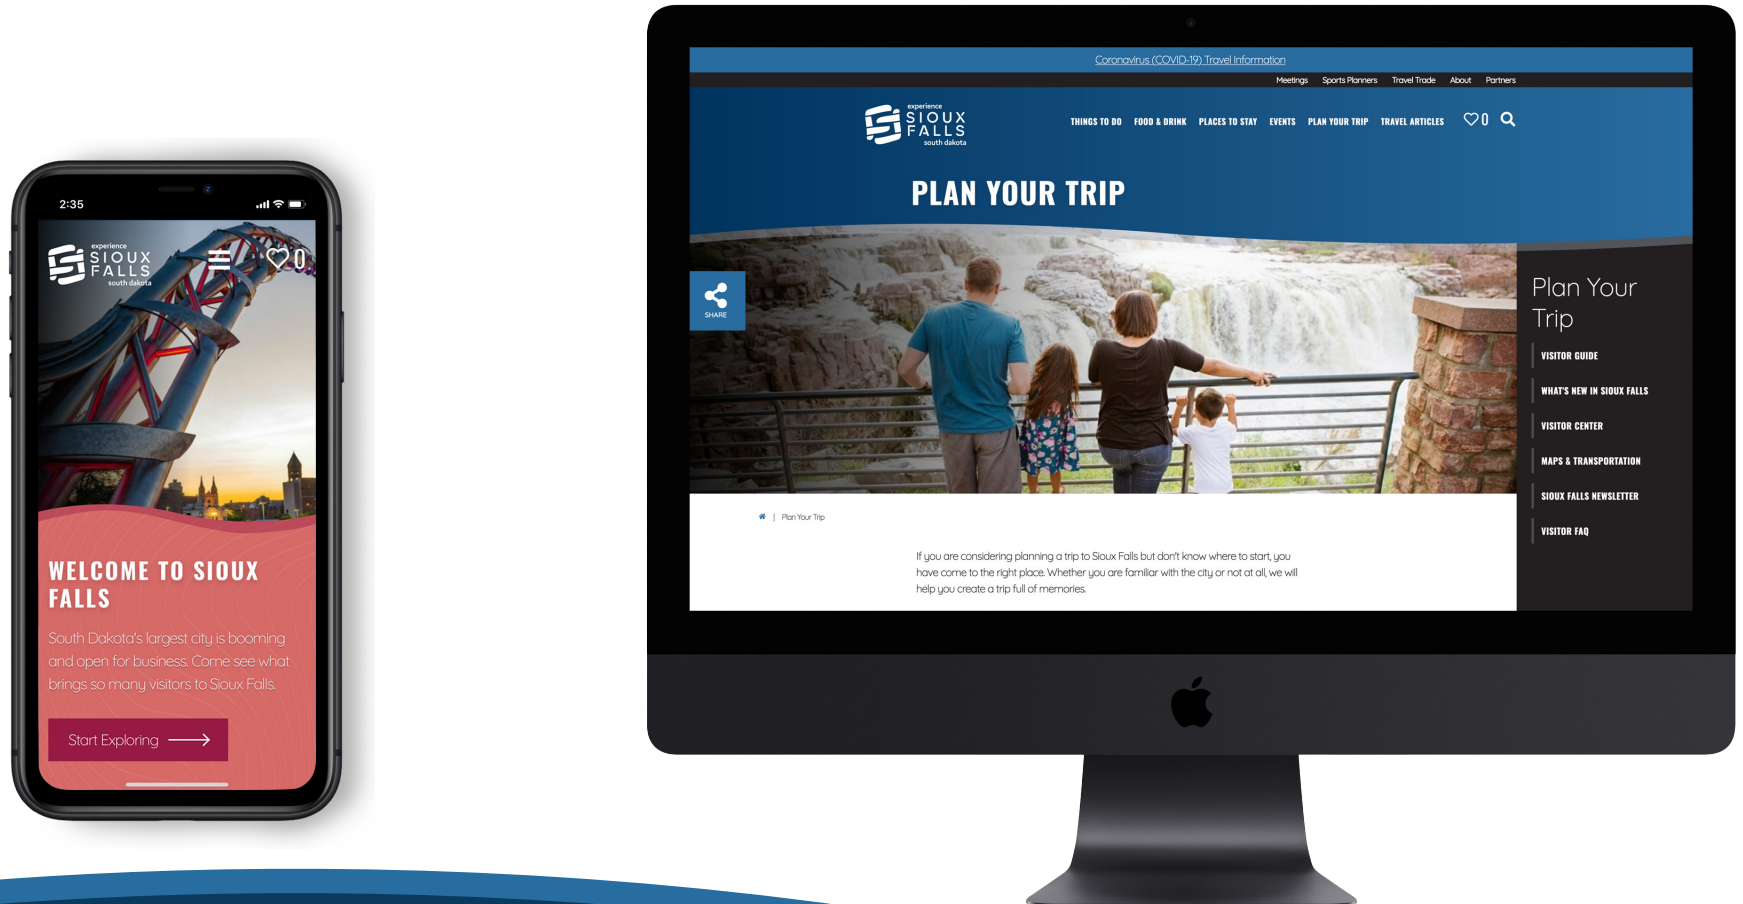 2:35
experience
SIOUX
FALLS
south dakota
0
WELCOME TO SIOUX
FALLS
South Dakota's largest city is booming
and open for business. Come see what
brings so many visitors to Sioux Falls.
Start Exploring
Coronavirus (COVID-19) Travel Information
Meetings Sports Planners Travel Trade About Partners
experience
SIOUX
FALLS
south dakota
THINGS TO DO FOOD & DRINK PLACES TO STAY EVENTS PLAN YOUR TRIP TRAVEL ARTICLES 0
PLAN YOUR TRIP
SHARE
Plan Your
Trip
VISITOR GUIDE
WHAT'S NEW IN SIOUX FALLS
VISITOR CENTER
MAPS & TRANSPORTATION
SIOUX FALLS NEWSLETTER
VISITOR FAQ
| Plan Your Trip
If you are considering planning a trip to Sioux Falls but don't know where to start, you
have come to the right place. Whether you are familiar with the city or not at all, we will
help you create a trip full of memories.